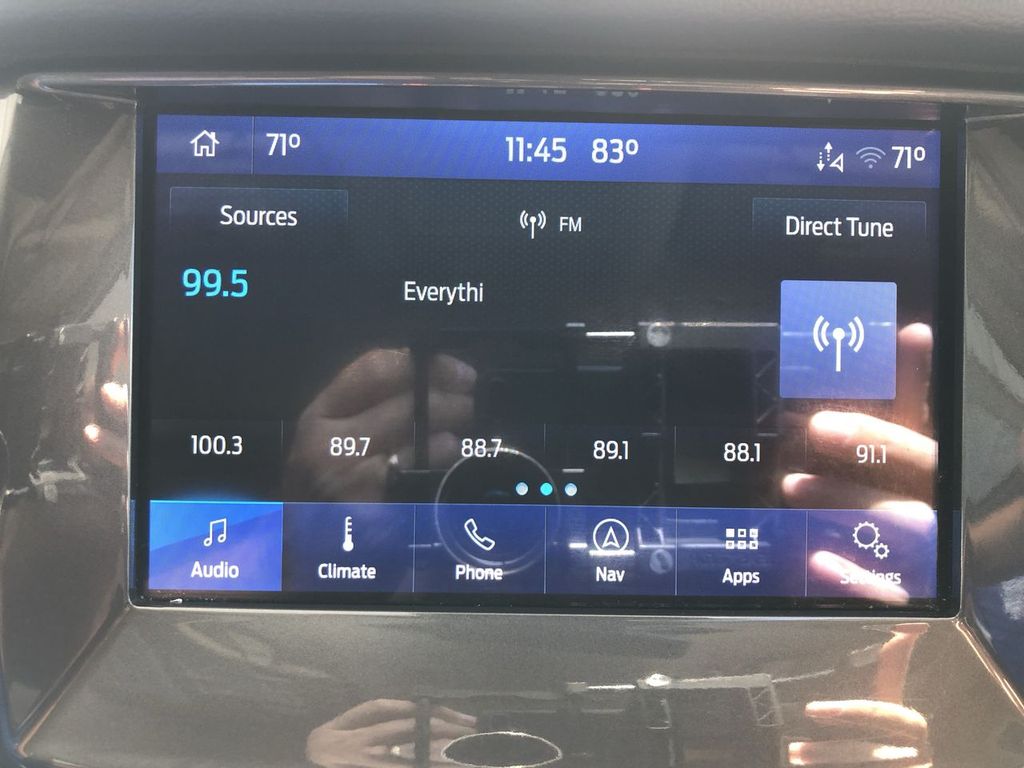 71° 11:45 83° 71°
Sources FM Direct Tune
99.5 Everythi
100.3 89.7 88.7 89.1 88.1 91.1
Audio Climate Phone Nav Apps Settings